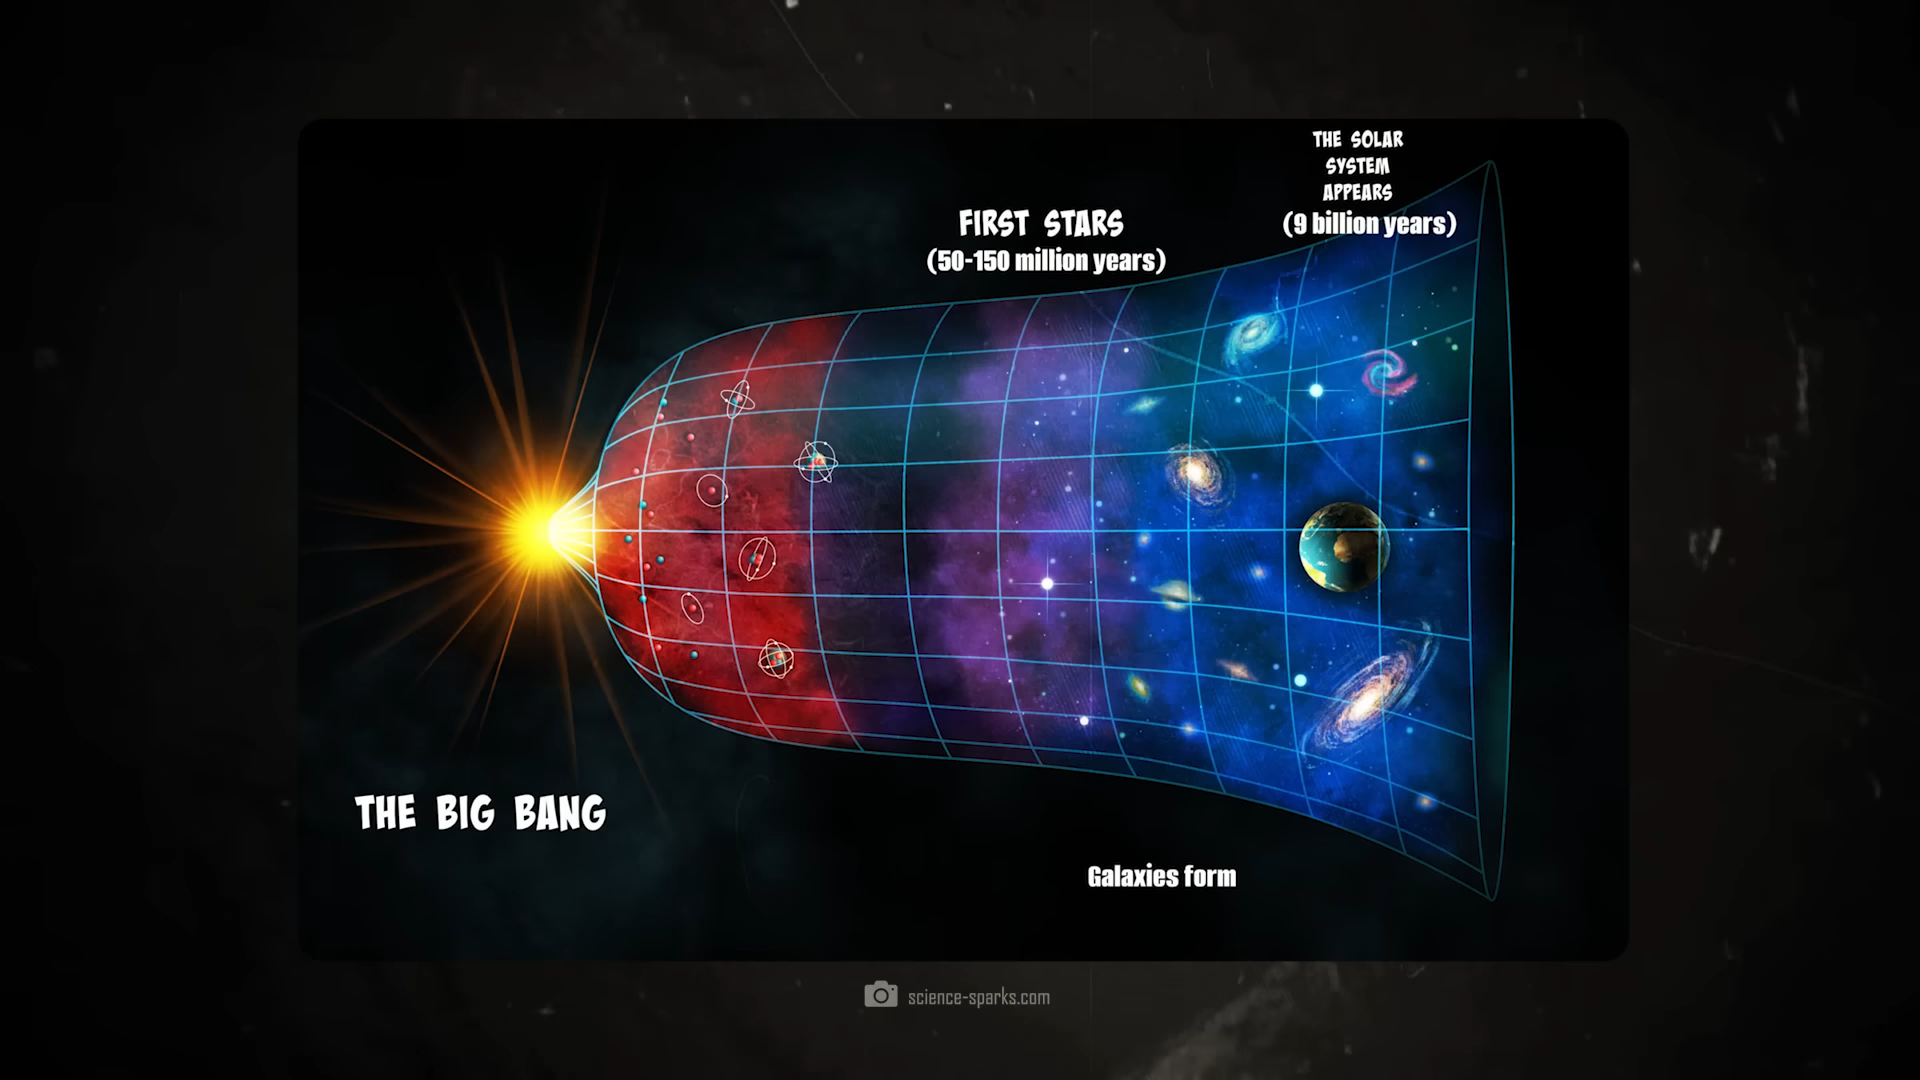 THE SOLAR
SYSTEM
APPEARS
(9 billion years)
FIRST STARS
(50-150 million years)
THE BIG BANG
Galaxies form
science-sparks.com